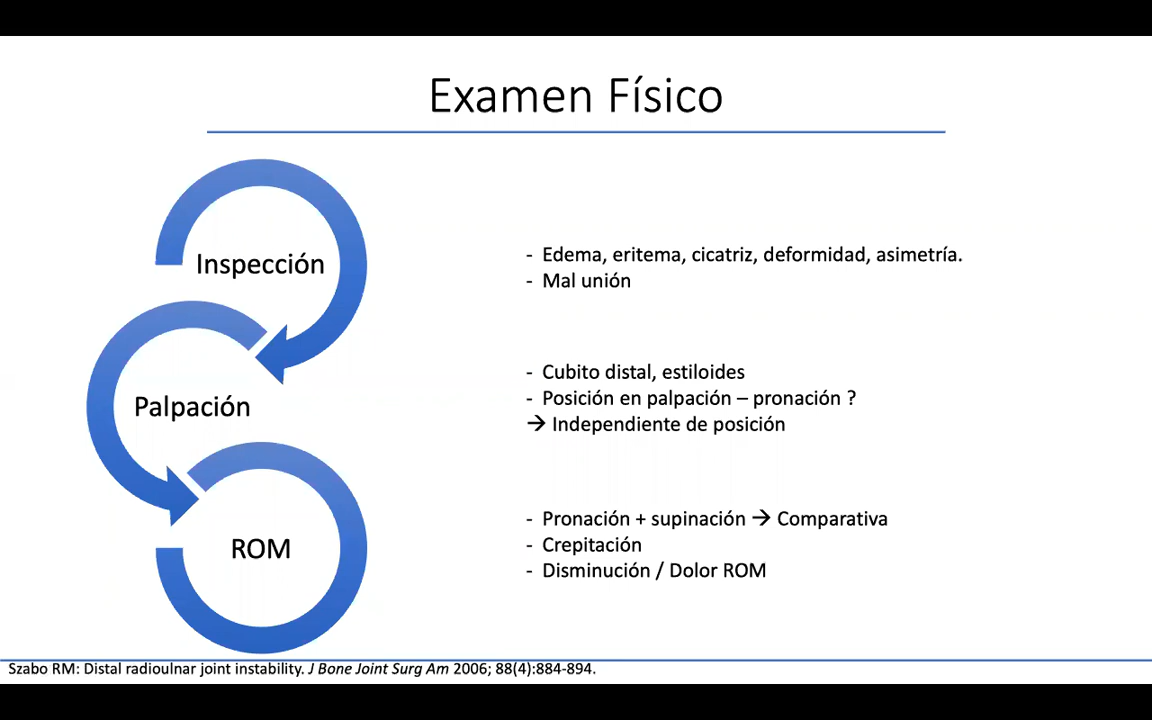 Examen Físico
Inspección
- Edema, eritema, cicatriz, deformidad, asimetría.
- Mal unión
Palpación
- Cubito distal, estiloides
- Posición en palpación – pronación ?
→ Independiente de posición
ROM
- Pronación + supinación → Comparativa
- Crepitación
- Disminución / Dolor ROM
Szabo RM: Distal radioulnar joint instability. J Bone Joint Surg Am 2006; 88(4):884-894.